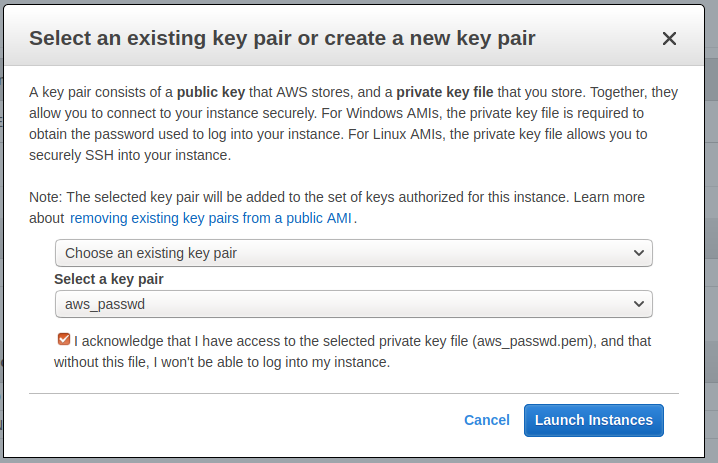 Select an existing key pair or create a new key pair
A key pair consists of a public key that AWS stores, and a private key file that you store. Together, they
allow you to connect to your instance securely. For Windows AMIs, the private key file is required to
obtain the password used to log into your instance. For Linux AMIs, the private key file allows you to
securely SSH into your instance.
Note: The selected key pair will be added to the set of keys authorized for this instance. Learn more
about removing existing key pairs from a public AMI.
Choose an existing key pair
Select a key pair
aws_passwd
I acknowledge that I have access to the selected private key file (aws_passwd.pem), and that
without this file, I won't be able to log into my instance.
Cancel Launch Instances